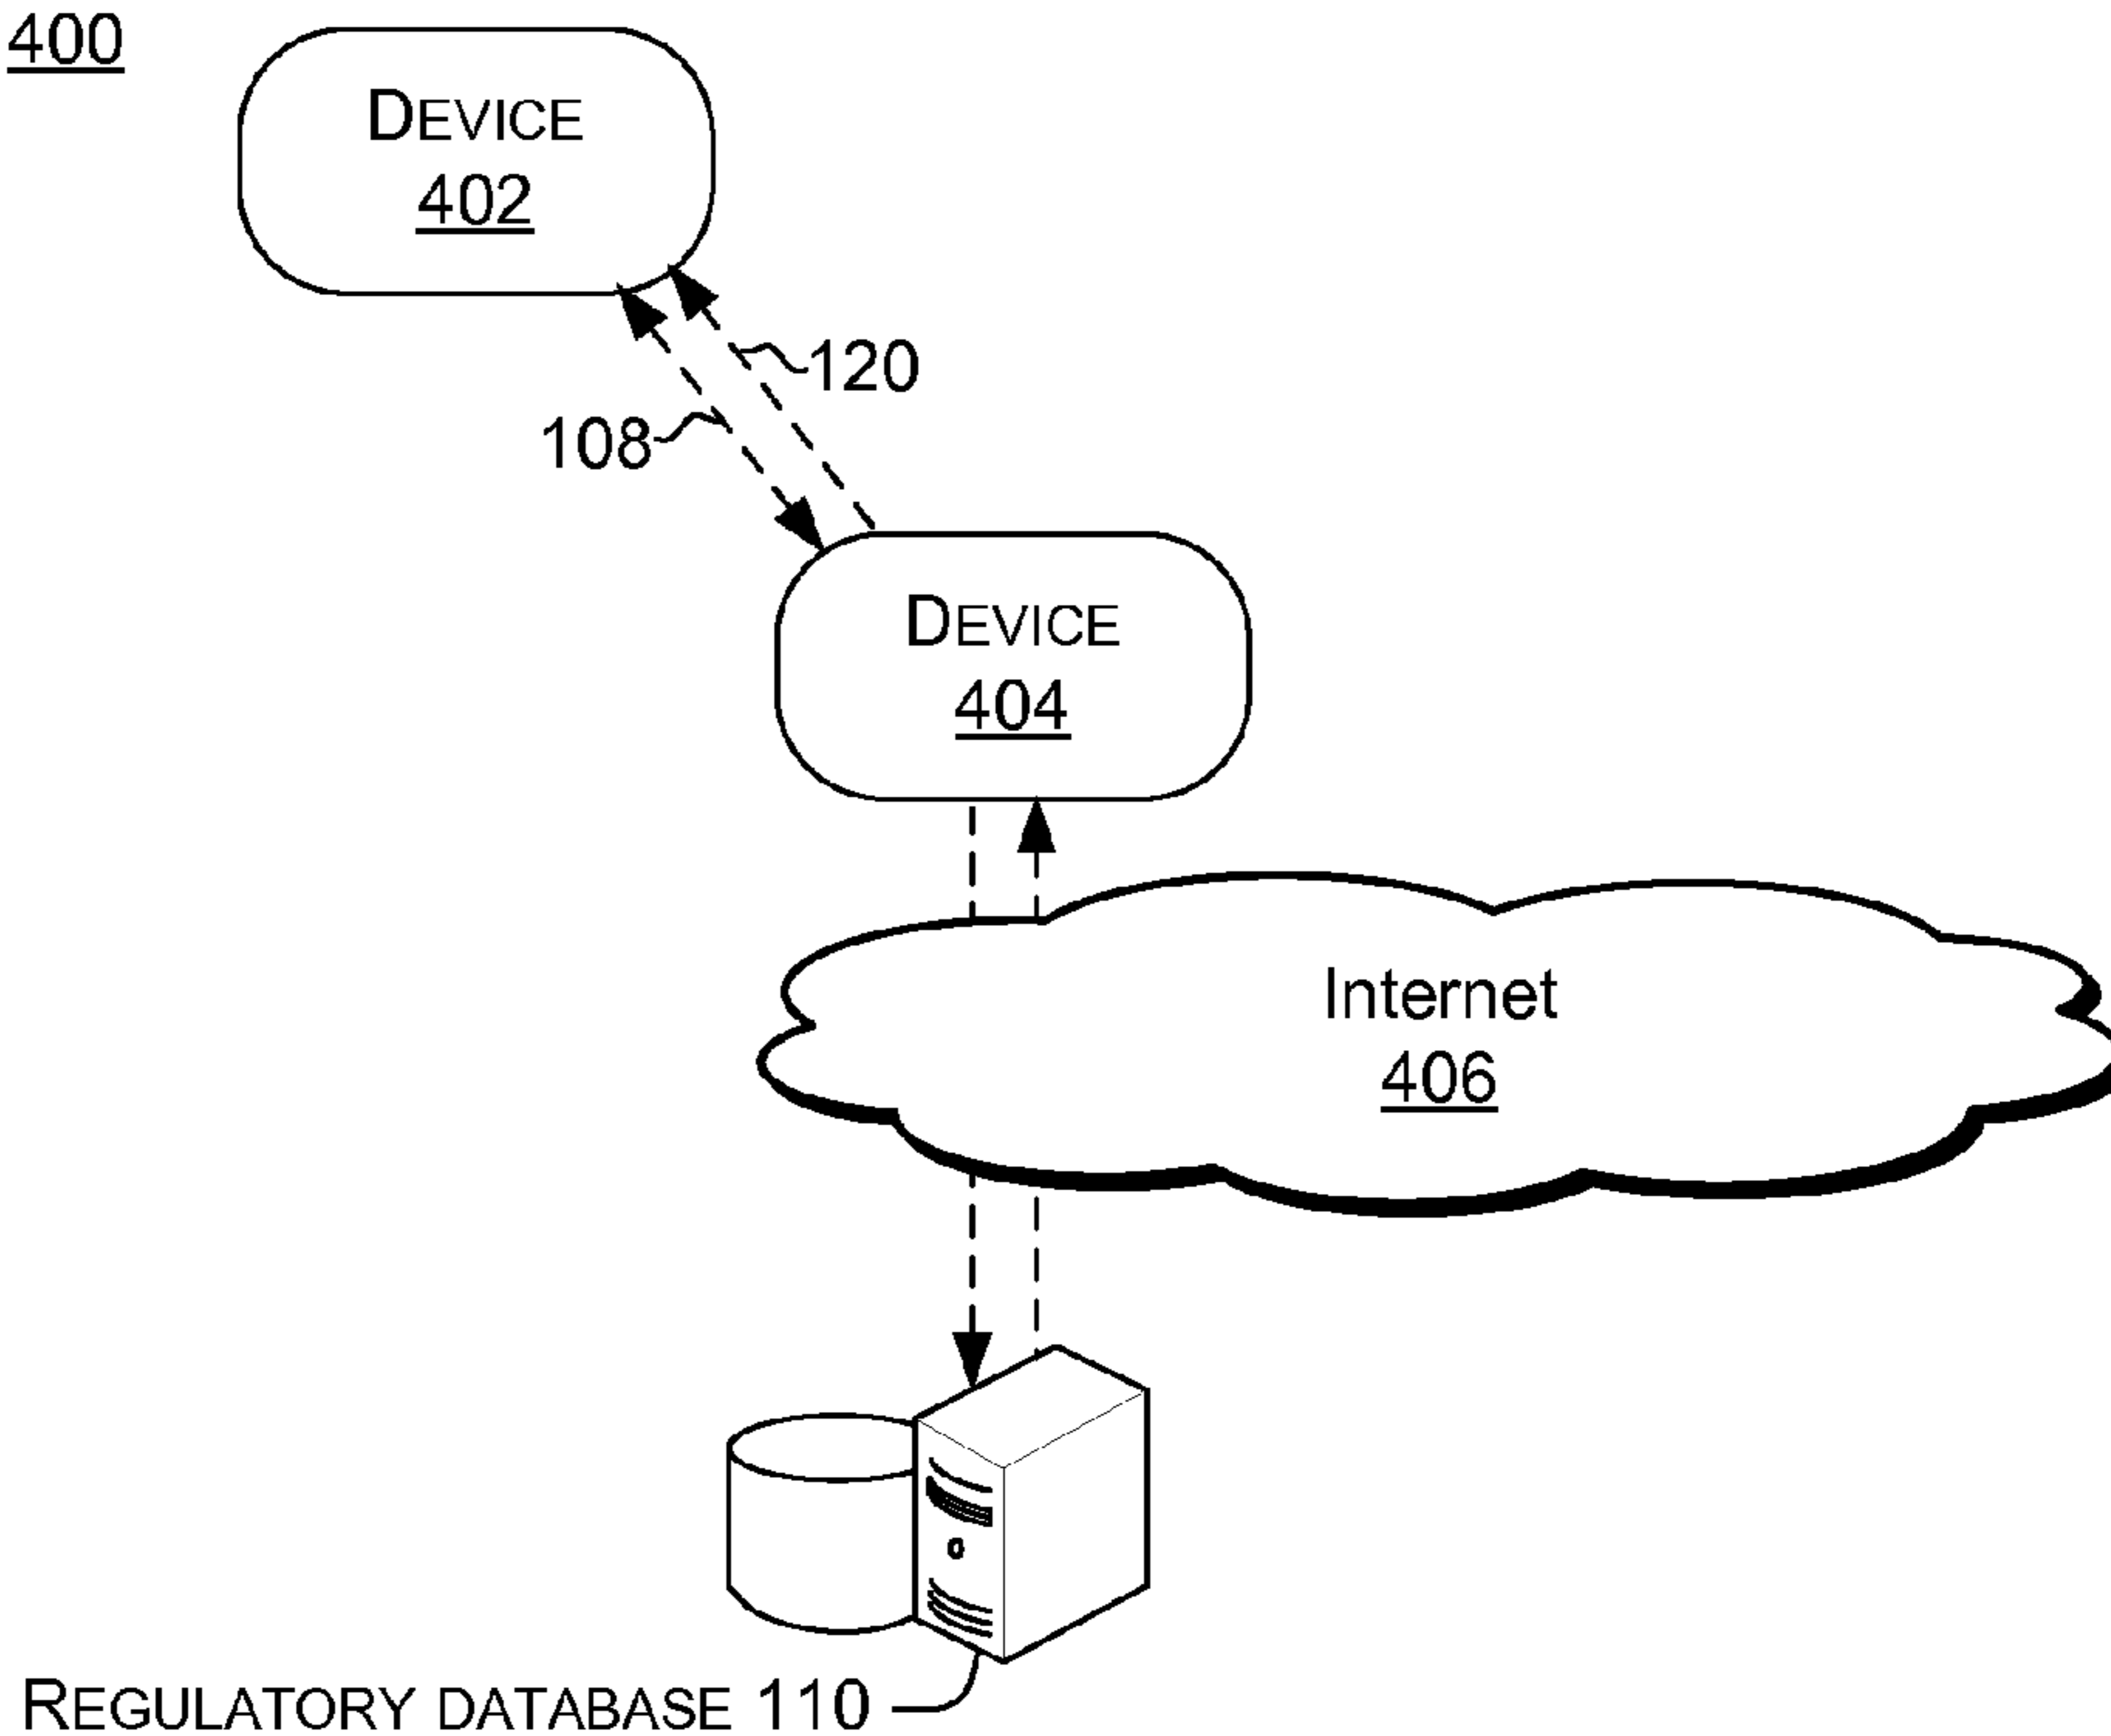 400
DEVICE
402
120
108
DEVICE
404
Internet
406
REGULATORY DATABASE 110